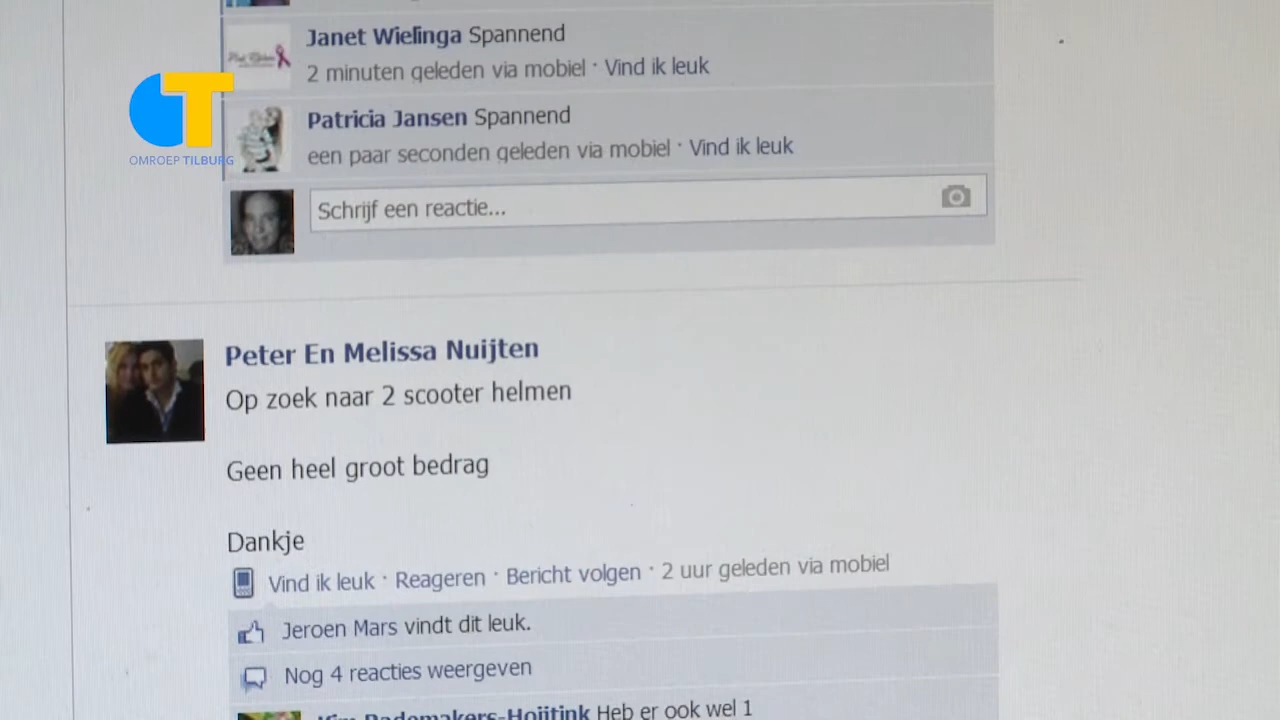 Janet Wielinga Spannend
2 minuten geleden via mobiel · Vind ik leuk
OMROEP TILBURG
Patricia Jansen Spannend
een paar seconden geleden via mobiel · Vind ik leuk
Schrijf een reactie...
Peter En Melissa Nuijten
Op zoek naar 2 scooter helmen
Geen heel groot bedrag
Dankje
Vind ik leuk · Reageren · Bericht volgen · 2 uur geleden via mobiel
Jeroen Mars vindt dit leuk.
Nog 4 reacties weergeven
Kim Rademakers-Hojtink Heb er ook wel 1